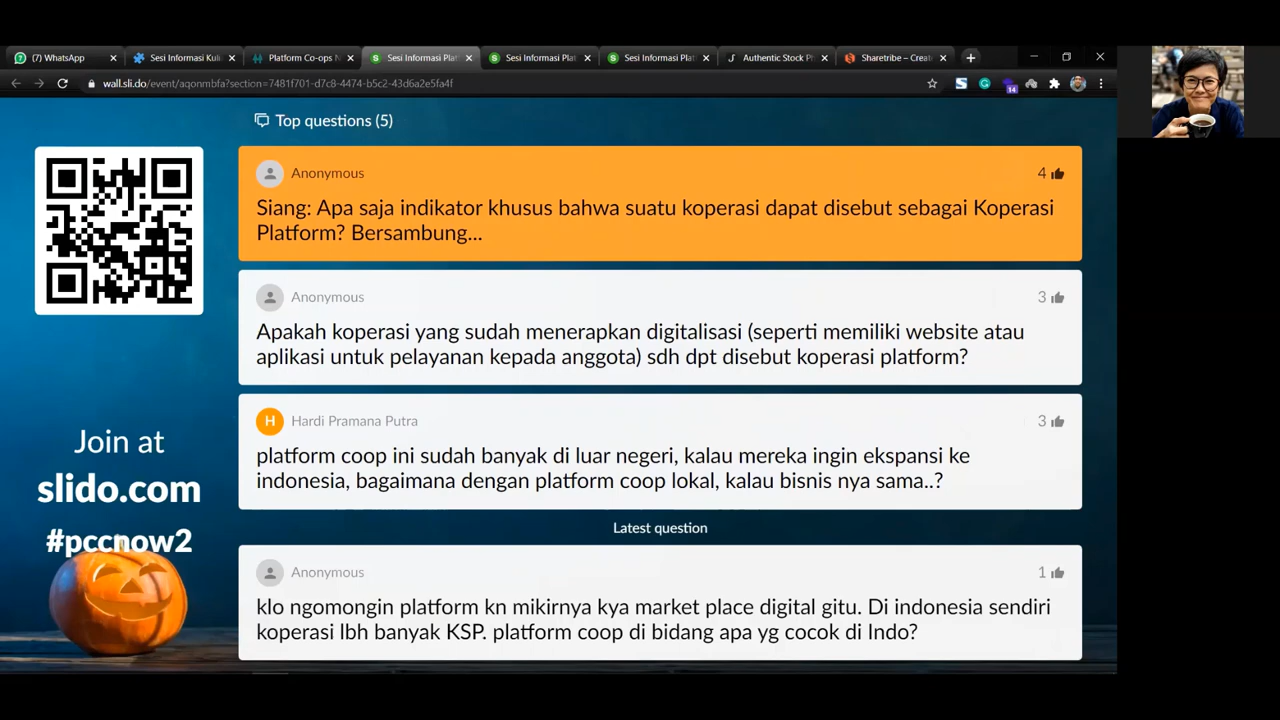 (7) WhatsApp
Sesi Informasi Kuli
Platform Co-ops N
Sesi Informasi Plat
Sesi Informasi Plat
Sesi Informasi Plat
Authentic Stock P
Sharetribe – Creat
wall.sli.do/event/aqonmbfa?section=7481f701-d7c8-4474-b5c2-43d6a2e5fa4f
14
Top questions (5)
Anonymous
4
Siang: Apa saja indikator khusus bahwa suatu koperasi dapat disebut sebagai Koperasi
Platform? Bersambung...
Anonymous
3
Apakah koperasi yang sudah menerapkan digitalisasi (seperti memiliki website atau
aplikasi untuk pelayanan kepada anggota) sdh dpt disebut koperasi platform?
H
Hardi Pramana Putra
3
platform coop ini sudah banyak di luar negeri, kalau mereka ingin ekspansi ke
indonesia, bagaimana dengan platform coop lokal, kalau bisnis nya sama..?
Latest question
Anonymous
1
klo ngomongin platform kn mikirnya kya market place digital gitu. Di indonesia sendiri
koperasi lbh banyak KSP. platform coop di bidang apa yg cocok di Indo?
Join at
slido.com
#pccnow2